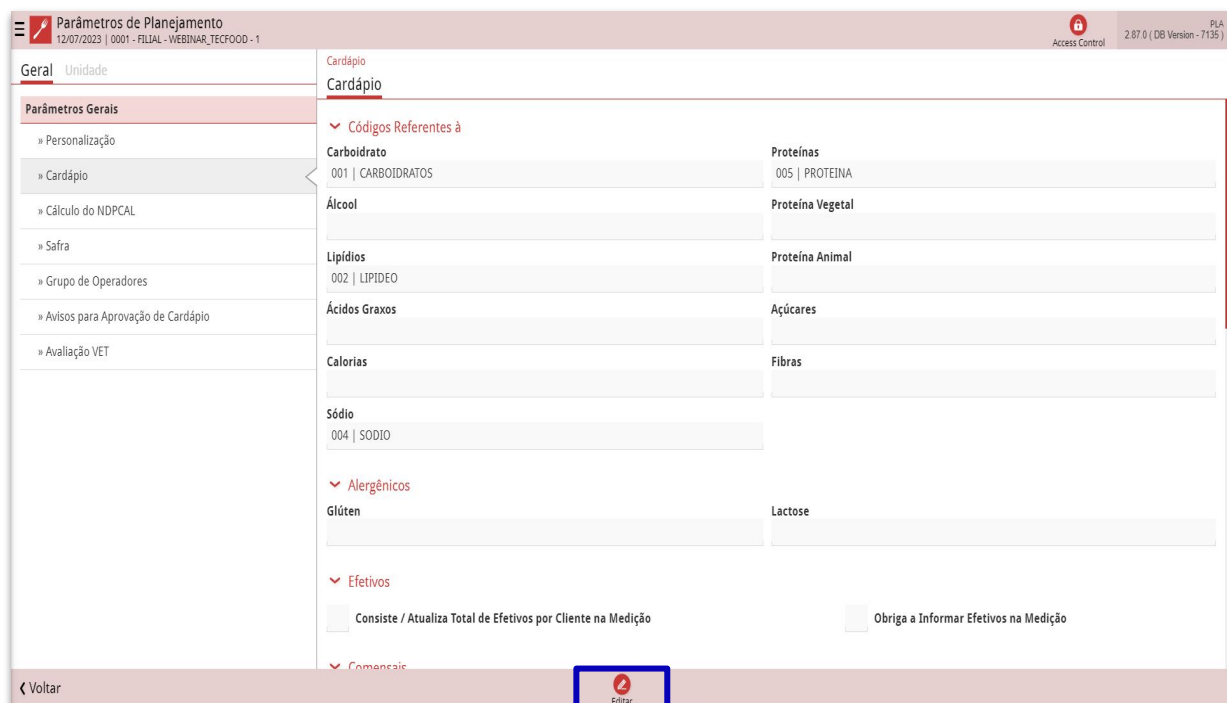 Parâmetros de Planejamento
12/07/2023 | 0001 - FILIAL - WEBINAR_TECFOOD - 1
Access Control
PLA
2.87.0 ( DB Version - 7135 )
Geral Unidade
Parâmetros Gerais
» Personalização
» Cardápio
» Cálculo do NDPCAL
» Safra
» Grupo de Operadores
» Avisos para Aprovação de Cardápio
» Avaliação VET
Cardápio
Cardápio
Códigos Referentes à
Carboidrato
001 | CARBOIDRATOS
Proteínas
005 | PROTEINA
Álcool
Proteína Vegetal
Lipídios
002 | LIPIDEO
Proteína Animal
Ácidos Graxos
Açúcares
Calorias
Fibras
Sódio
004 | SODIO
Alergênicos
Glúten
Lactose
Efetivos
Consiste / Atualiza Total de Efetivos por Cliente na Medição
Obriga a Informar Efetivos na Medição
Comensais
Voltar
Editar